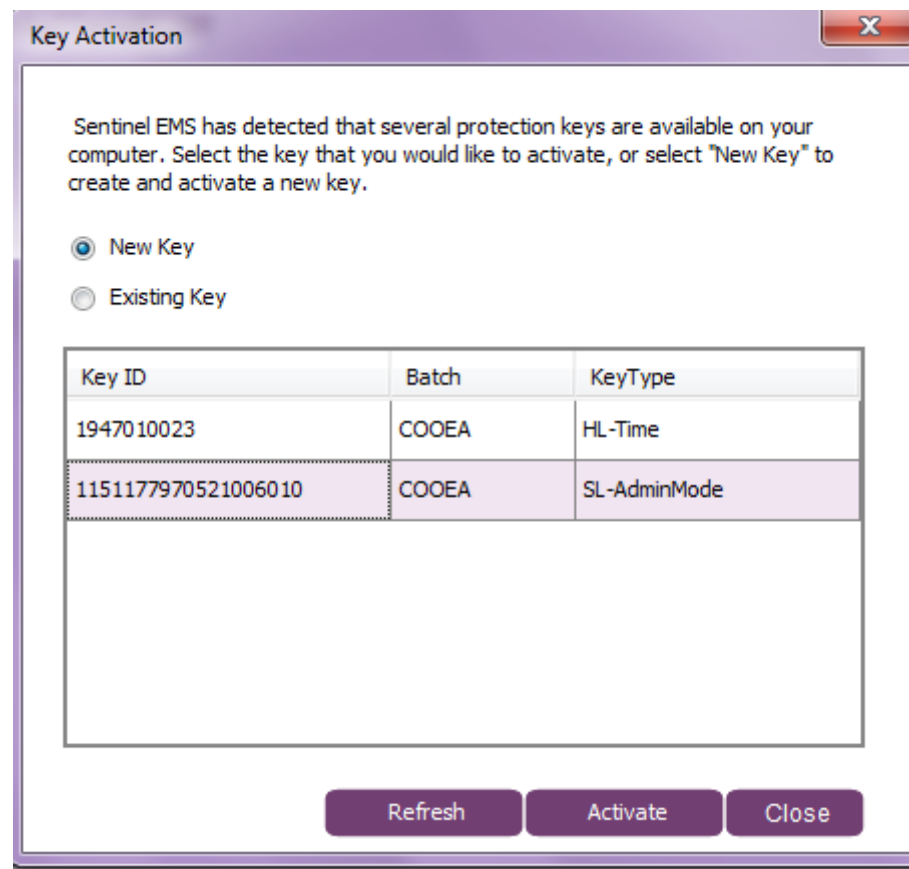 Key Activation
Sentinel EMS has detected that several protection keys are available on your
computer. Select the key that you would like to activate, or select "New Key" to
create and activate a new key.
New Key
Existing Key
Key ID Batch KeyType
1947010023 COOEA HL-Time
1151177970521006010 COOEA SL-AdminMode
Refresh Activate Close